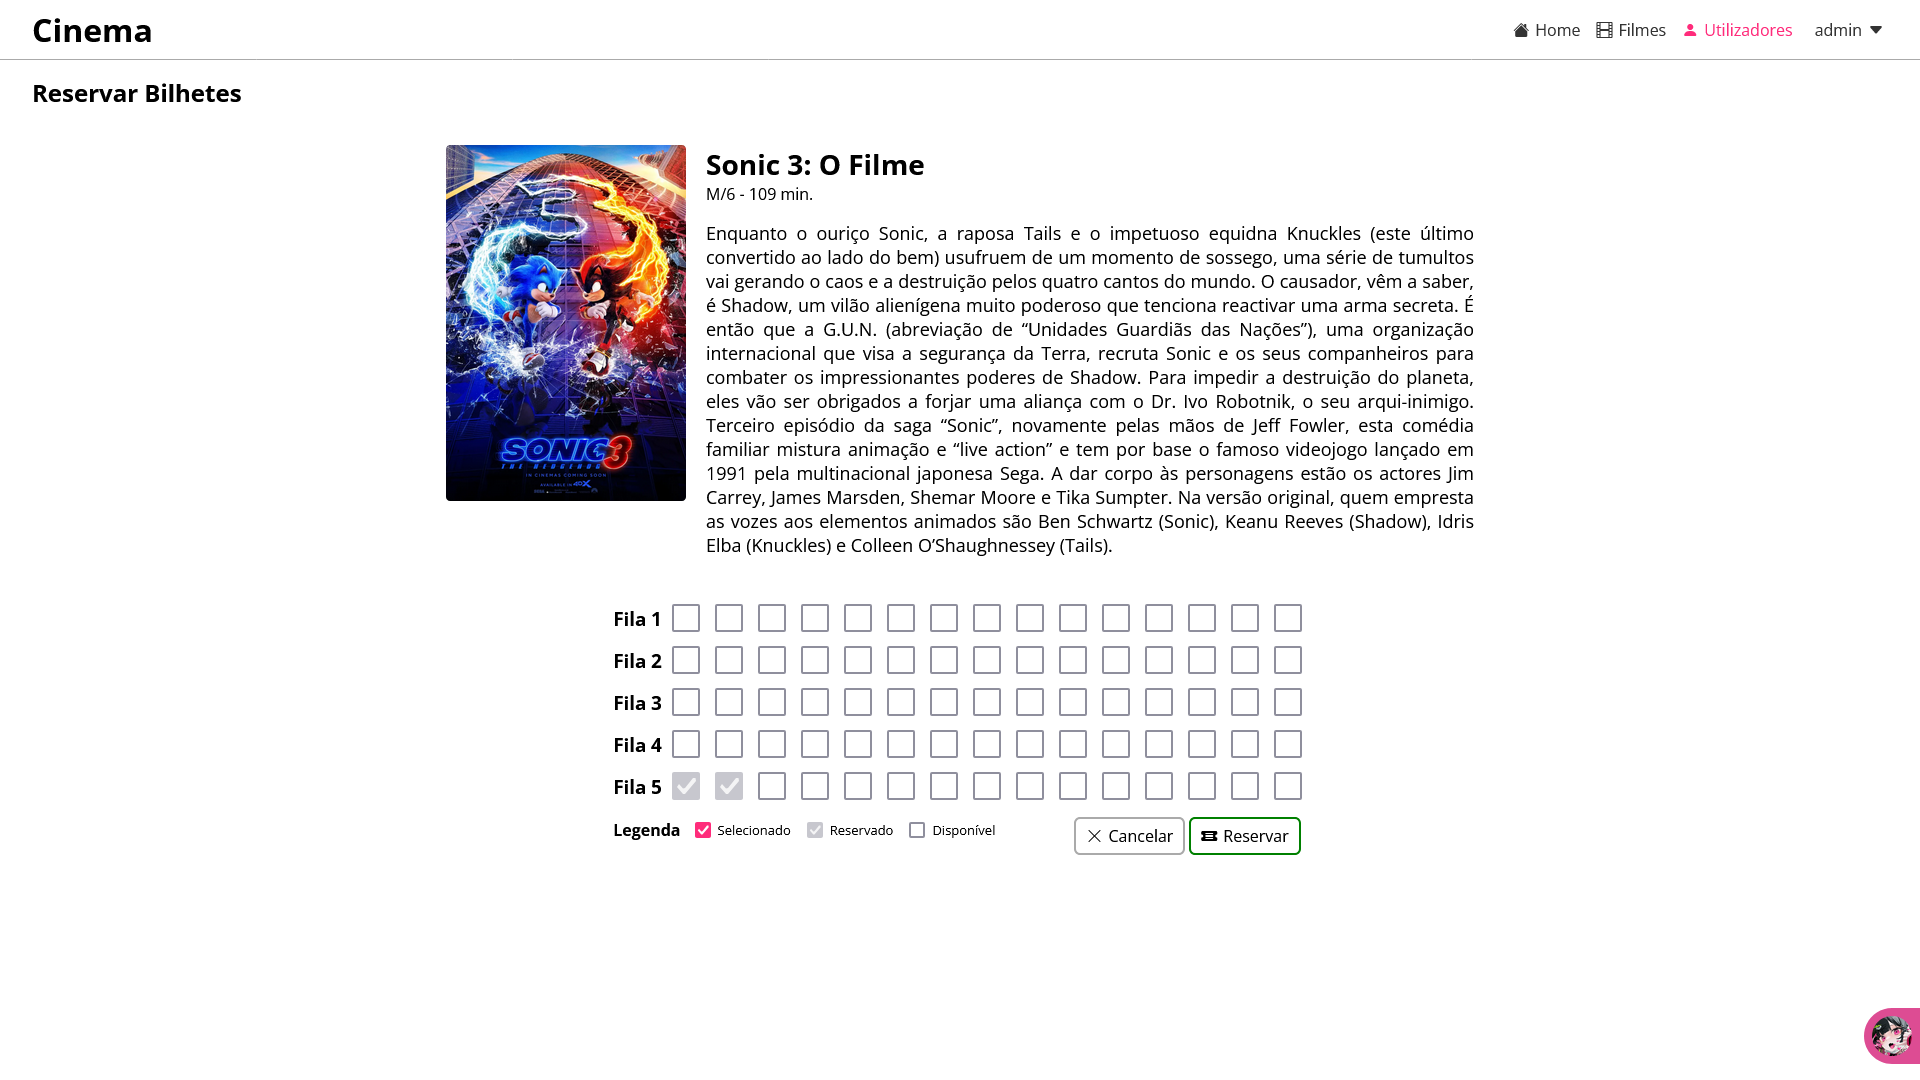 Cinema
Home
Filmes
Utilizadores
admin
Reservar Bilhetes
Sonic 3: O Filme
M/6 - 109 min.
Enquanto o ouriço Sonic, a raposa Tails e o impetuoso equidna Knuckles (este último
convertido ao lado do bem) usufruem de um momento de sossego, uma série de tumultos
vai gerando o caos e a destruição pelos quatro cantos do mundo. O causador, vêm a saber,
é Shadow, um vilão alienígena muito poderoso que tenciona reactivar uma arma secreta. É
então que a G.U.N. (abreviação de “Unidades Guardiãs das Nações”), uma organização
internacional que visa a segurança da Terra, recruta Sonic e os seus companheiros para
combater os impressionantes poderes de Shadow. Para impedir a destruição do planeta,
eles vão ser obrigados a forjar uma aliança com o Dr. Ivo Robotnik, o seu arqui-inimigo.
Terceiro episódio da saga “Sonic”, novamente pelas mãos de Jeff Fowler, esta comédia
familiar mistura animação e “live action” e tem por base o famoso videojogo lançado em
1991 pela multinacional japonesa Sega. A dar corpo às personagens estão os actores Jim
Carrey, James Marsden, Shemar Moore e Tika Sumpter. Na versão original, quem empresta
as vozes aos elementos animados são Ben Schwartz (Sonic), Keanu Reeves (Shadow), Idris
Elba (Knuckles) e Colleen O’Shaughnessey (Tails).
SONIC 3
THE HEDGEHOG
IN CINEMAS COMING SOON
AVAILABLE IN 4DX
Fila 1
Fila 2
Fila 3
Fila 4
Fila 5
Legenda
Selecionado
Reservado
Disponível
Cancelar
Reservar